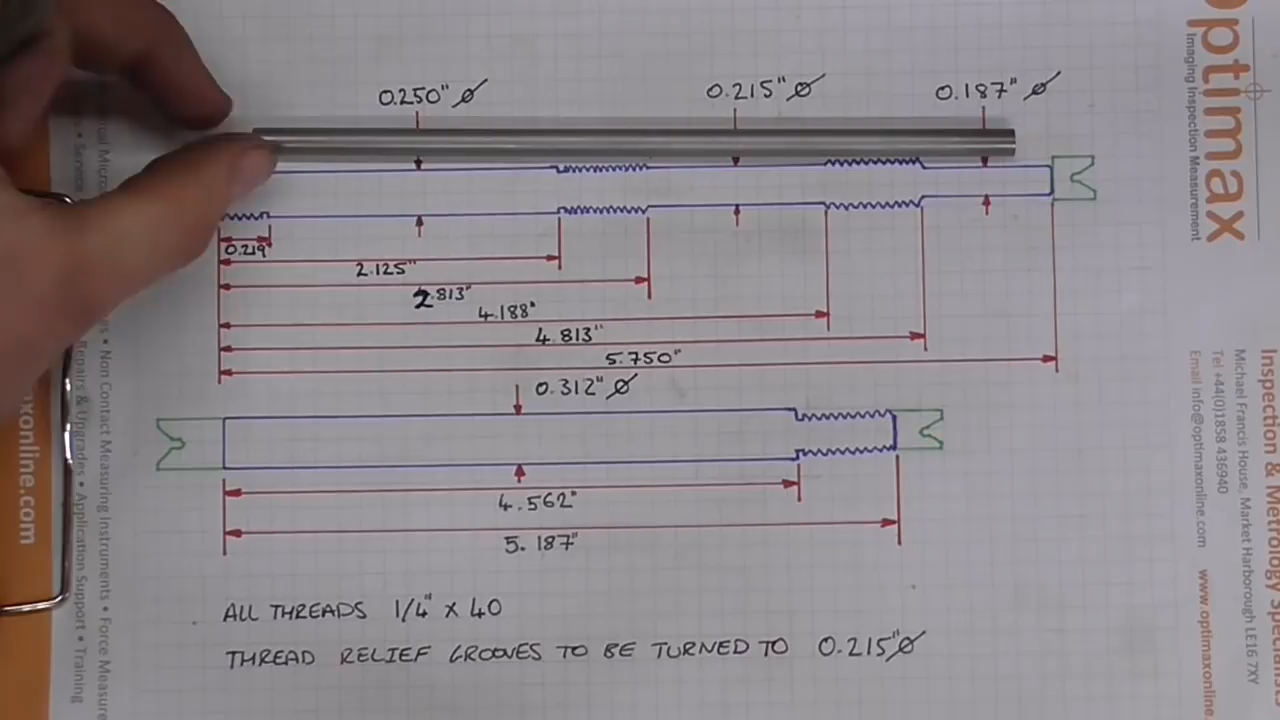 0.250"Ø
0.215"Ø
0.187"Ø
0.219"
2.125"
2.813"
4.188"
4.813"
5.750"
0.312"Ø
4.562"
5.187"
ALL THREADS 1/4" X 40
THREAD RELIEF GROOVES TO BE TURNED TO 0.215"Ø
Optimax
Imaging Inspection Measurement
Inspection & Metrology
Michael Francis House, Market Harborough LE16 7XY
Tel +44(0)1858 436940
Email info@optimaxonline.com www.optimaxonline
• Non Contact Measuring Instruments • Force Measure
Repairs & Upgrades • Application Support • Training
xonline.com